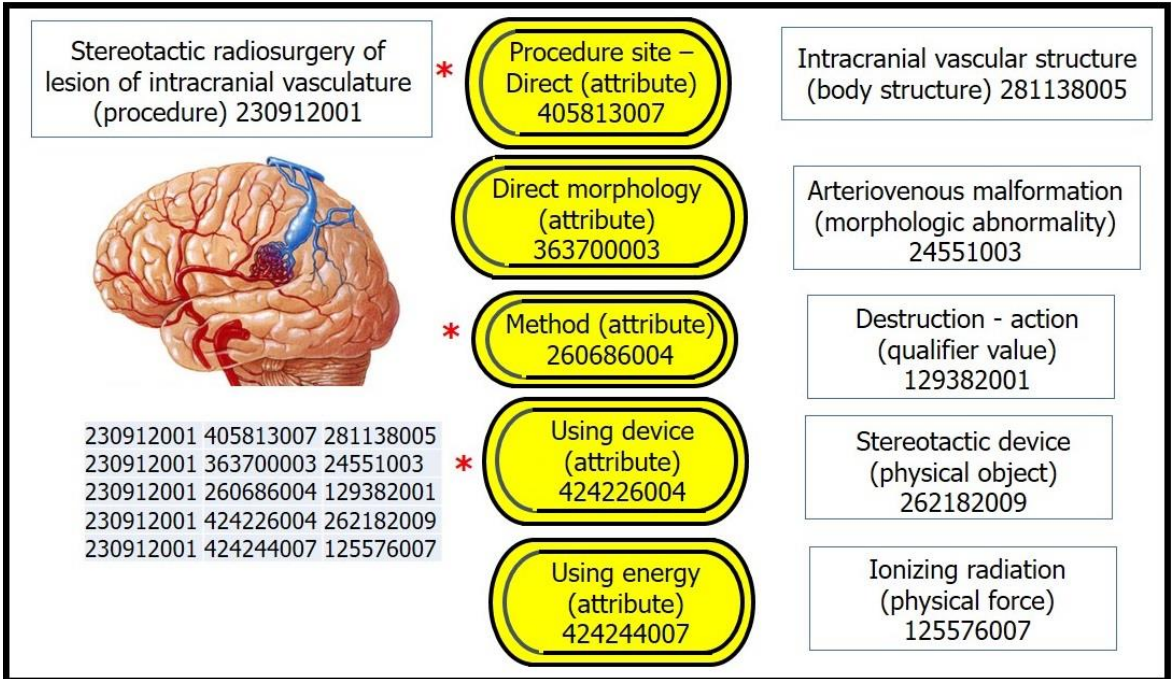 Stereotactic radiosurgery of
lesion of intracranial vasculature
(procedure) 230912001
*
Procedure site –
Direct (attribute)
405813007
Intracranial vascular structure
(body structure) 281138005
Direct morphology
(attribute)
363700003
Arteriovenous malformation
(morphologic abnormality)
24551003
*
Method (attribute)
260686004
Destruction - action
(qualifier value)
129382001
230912001 405813007 281138005
230912001 363700003 24551003
230912001 260686004 129382001
230912001 424226004 262182009
230912001 424244007 125576007
*
Using device
(attribute)
424226004
Stereotactic device
(physical object)
262182009
Using energy
(attribute)
424244007
Ionizing radiation
(physical force)
125576007